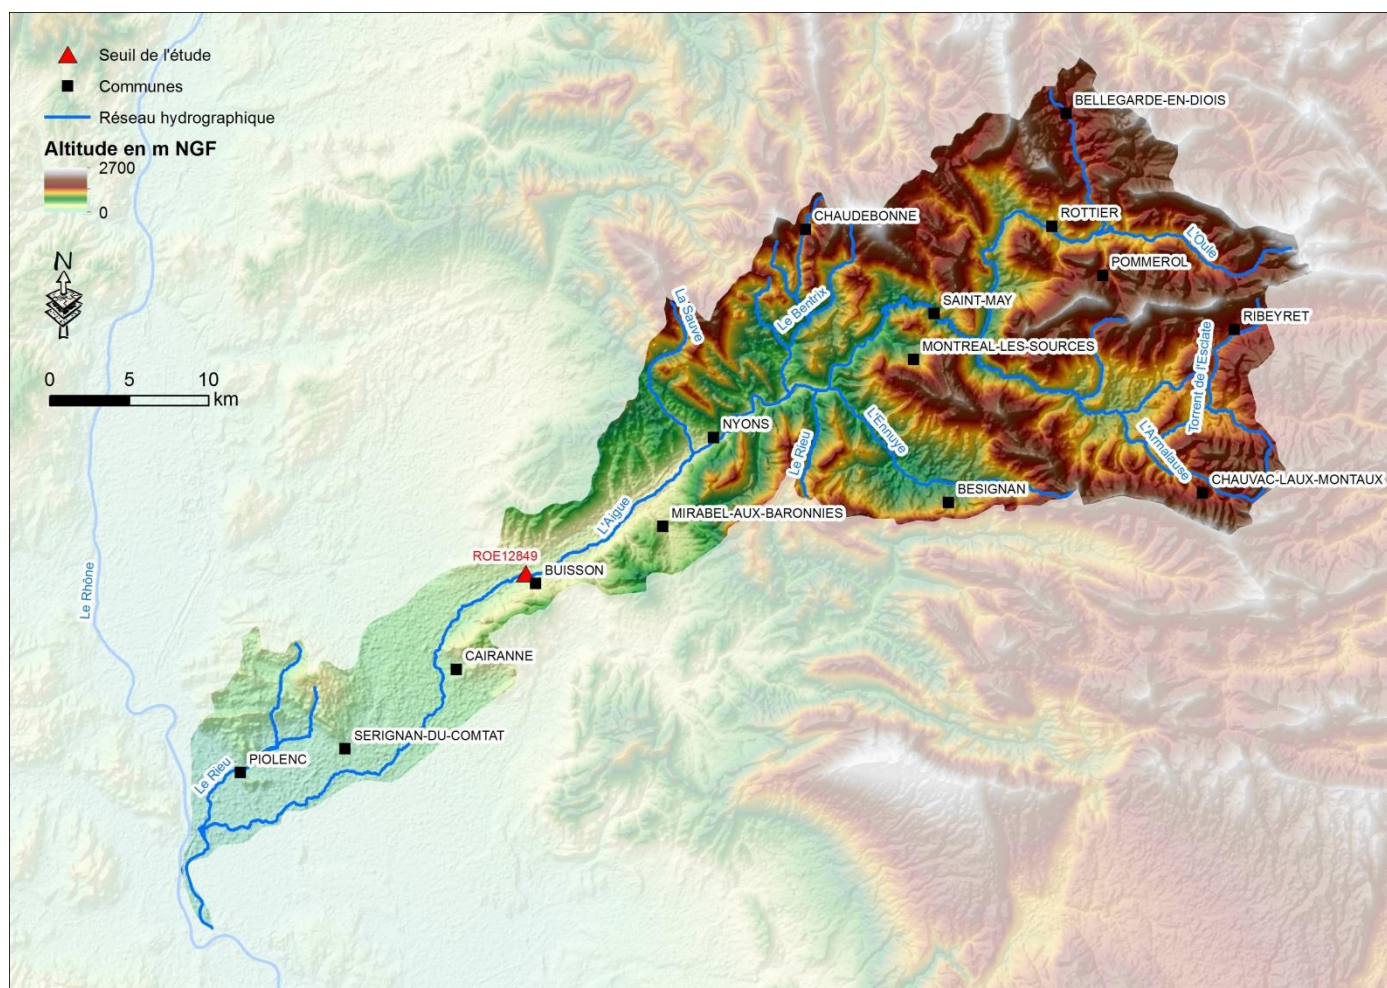 Seuil de l'étude
Communes
Réseau hydrographique
Altitude en m NGF
2700
0
N
0 5 10
km
BELLEGARDE-EN-DIOIS
CHAUDEBONNE
ROTTIER
L'Oule
POMMEROL
La Sauve
Le Bentrix
SAINT-MAY
RIBEYRET
MONTREAL-LES-SOURCES
Torrent de l'Esclate
NYONS
L'Ennuye
Le Rieu
L'Armalause
CHAUVAC-LAUX-MONTAUX
BESIGNAN
L'Aigue
MIRABEL-AUX-BARONNIES
ROE12849
BUISSON
Le Rhône
CAIRANNE
SERIGNAN-DU-COMTAT
PIOLENC
Le Rieu